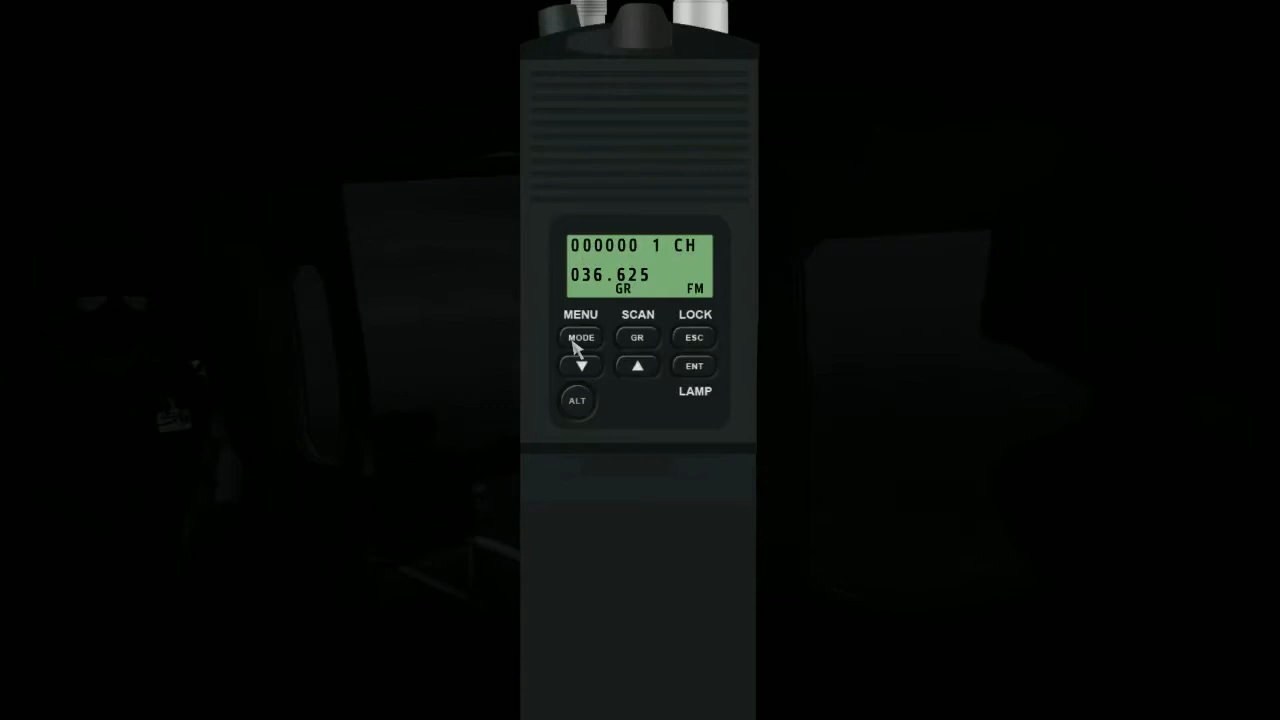 000000 1 CH
036.625
GR FM
MENU SCAN LOCK
MODE GR ESC
▼ ▲ ENT
LAMP
ALT